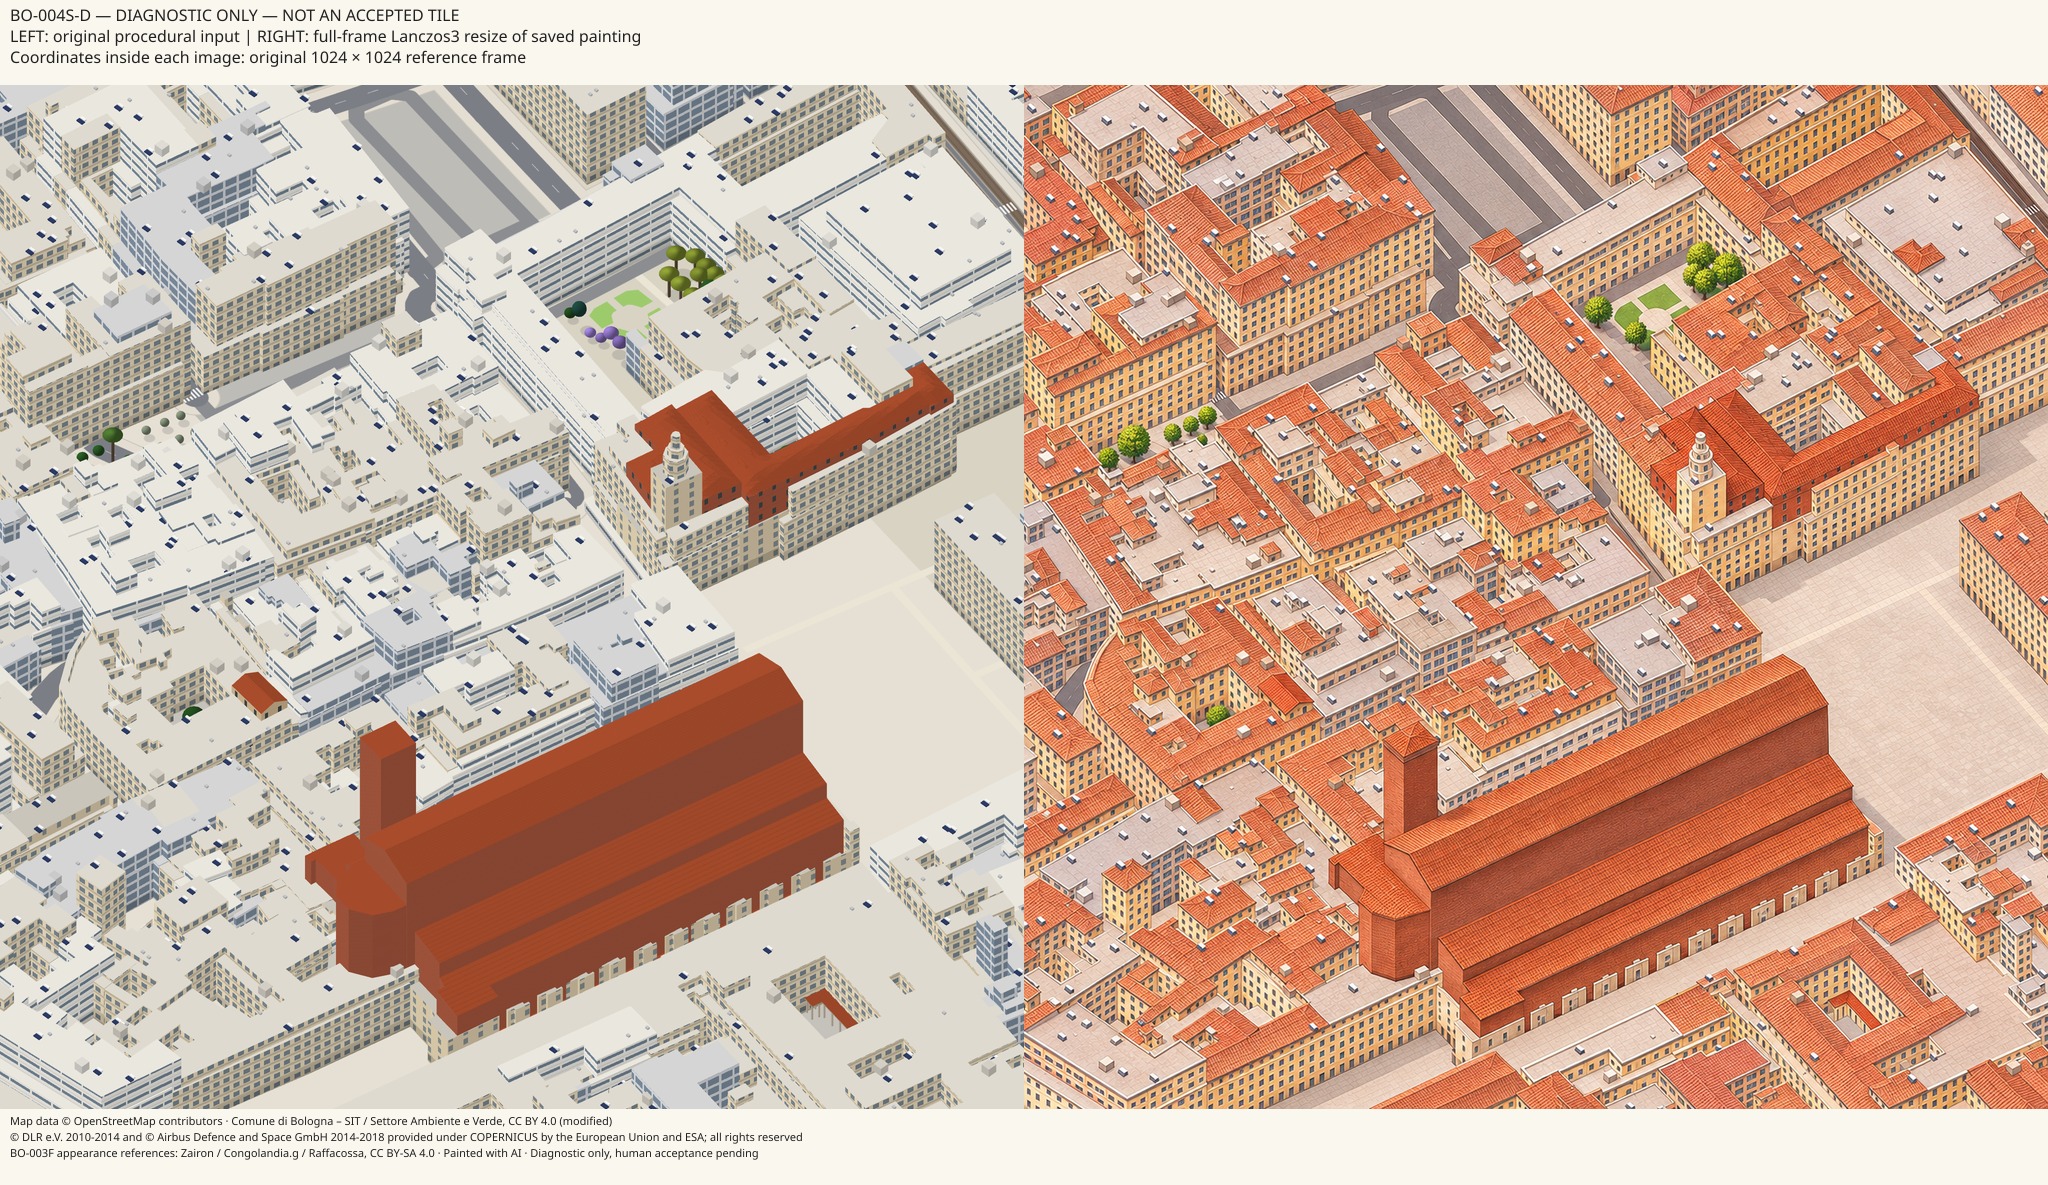 BO-004S-D — DIAGNOSTIC ONLY — NOT AN ACCEPTED TILE
LEFT: original procedural input | RIGHT: full-frame Lanczos3 resize of saved painting
Coordinates inside each image: original 1024 × 1024 reference frame
Map data © OpenStreetMap contributors · Comune di Bologna – SIT / Settore Ambiente e Verde, CC BY 4.0 (modified)
© DLR e.V. 2010-2014 and © Airbus Defence and Space GmbH 2014-2018 provided under COPERNICUS by the European Union and ESA; all rights reserved
BO-003F appearance references: Zairon / Congolandia.g / Raffacossa, CC BY-SA 4.0 · Painted with AI · Diagnostic only, human acceptance pending